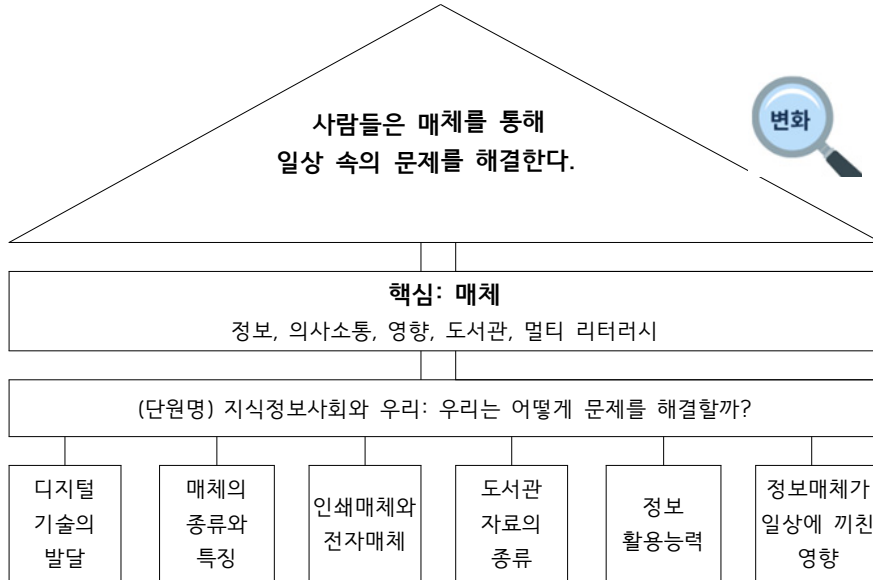 사람들은 매체를 통해
일상 속의 문제를 해결한다.
변화
핵심: 매체
정보, 의사소통, 영향, 도서관, 멀티 리터러시
(단원명) 지식정보사회와 우리: 우리는 어떻게 문제를 해결할까?
디지털
기술의
발달
매체의
종류와
특징
인쇄매체와
전자매체
도서관
자료의
종류
정보
활용능력
정보매체가
일상에 끼친
영향